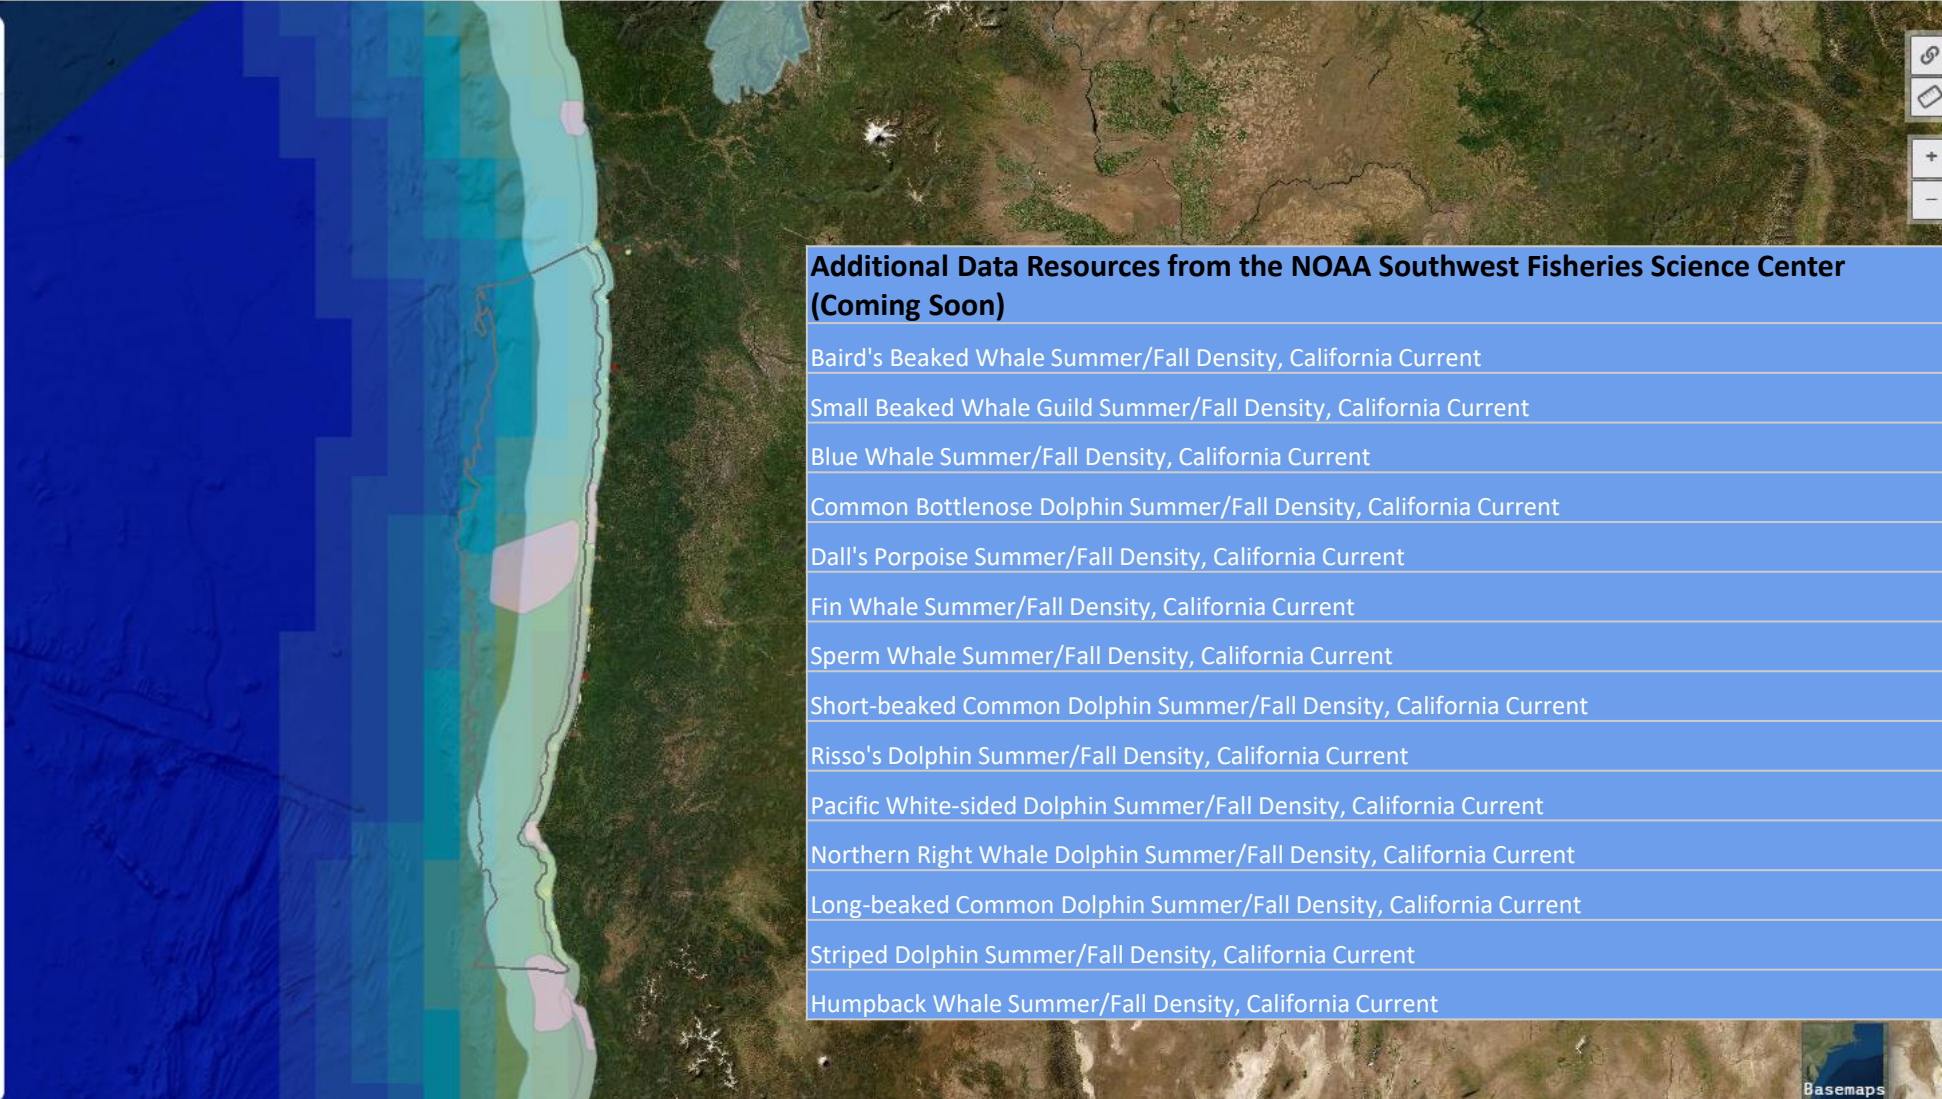 Additional Data Resources from the NOAA Southwest Fisheries Science Center
(Coming Soon)
Baird's Beaked Whale Summer/Fall Density, California Current
Small Beaked Whale Guild Summer/Fall Density, California Current
Blue Whale Summer/Fall Density, California Current
Common Bottlenose Dolphin Summer/Fall Density, California Current
Dall's Porpoise Summer/Fall Density, California Current
Fin Whale Summer/Fall Density, California Current
Sperm Whale Summer/Fall Density, California Current
Short-beaked Common Dolphin Summer/Fall Density, California Current
Risso's Dolphin Summer/Fall Density, California Current
Pacific White-sided Dolphin Summer/Fall Density, California Current
Northern Right Whale Dolphin Summer/Fall Density, California Current
Long-beaked Common Dolphin Summer/Fall Density, California Current
Striped Dolphin Summer/Fall Density, California Current
Humpback Whale Summer/Fall Density, California Current
Basemaps